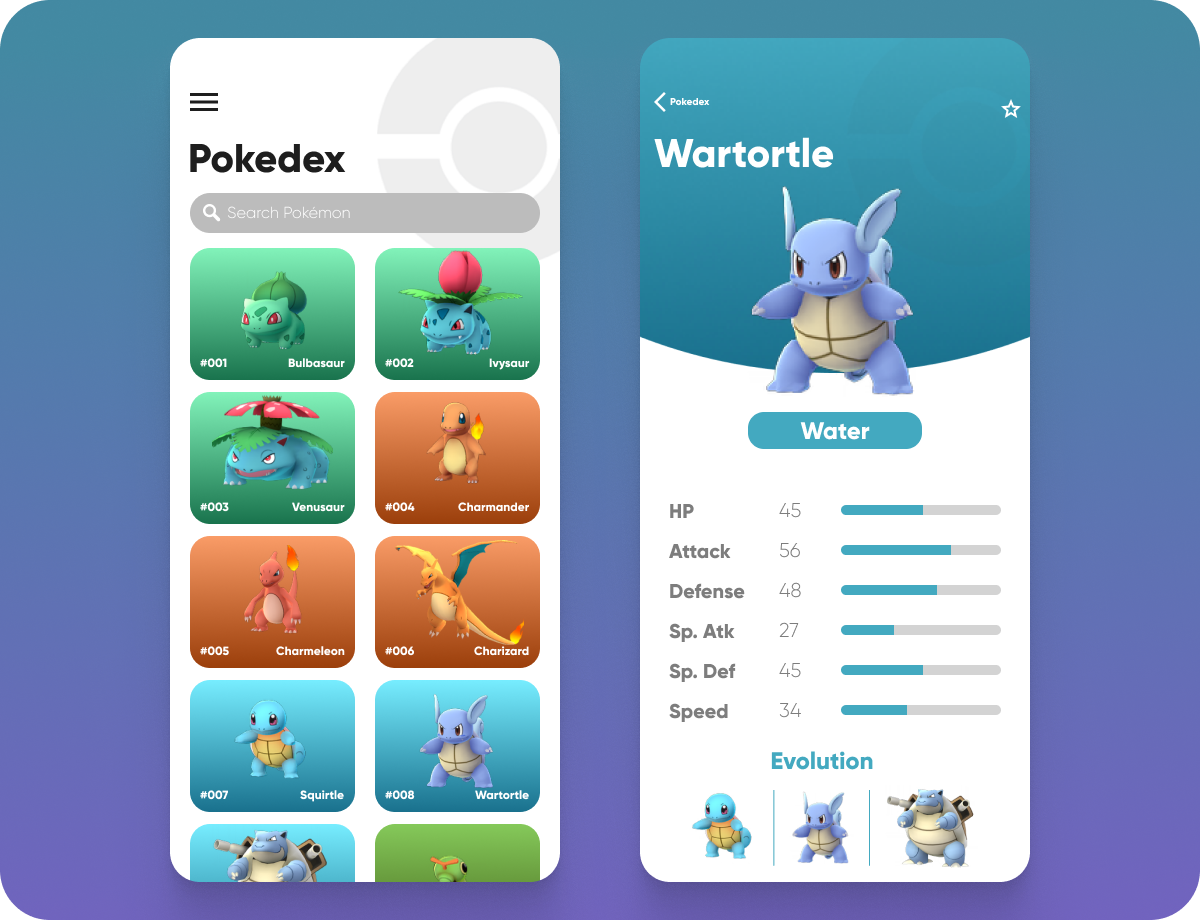 Pokedex
Search Pokémon
#001 Bulbasaur
#002 Ivysaur
#003 Venusaur
#004 Charmander
#005 Charmeleon
#006 Charizard
#007 Squirtle
#008 Wartortle
Pokedex
Wartortle
Water
HP 45
Attack 56
Defense 48
Sp. Atk 27
Sp. Def 45
Speed 34
Evolution